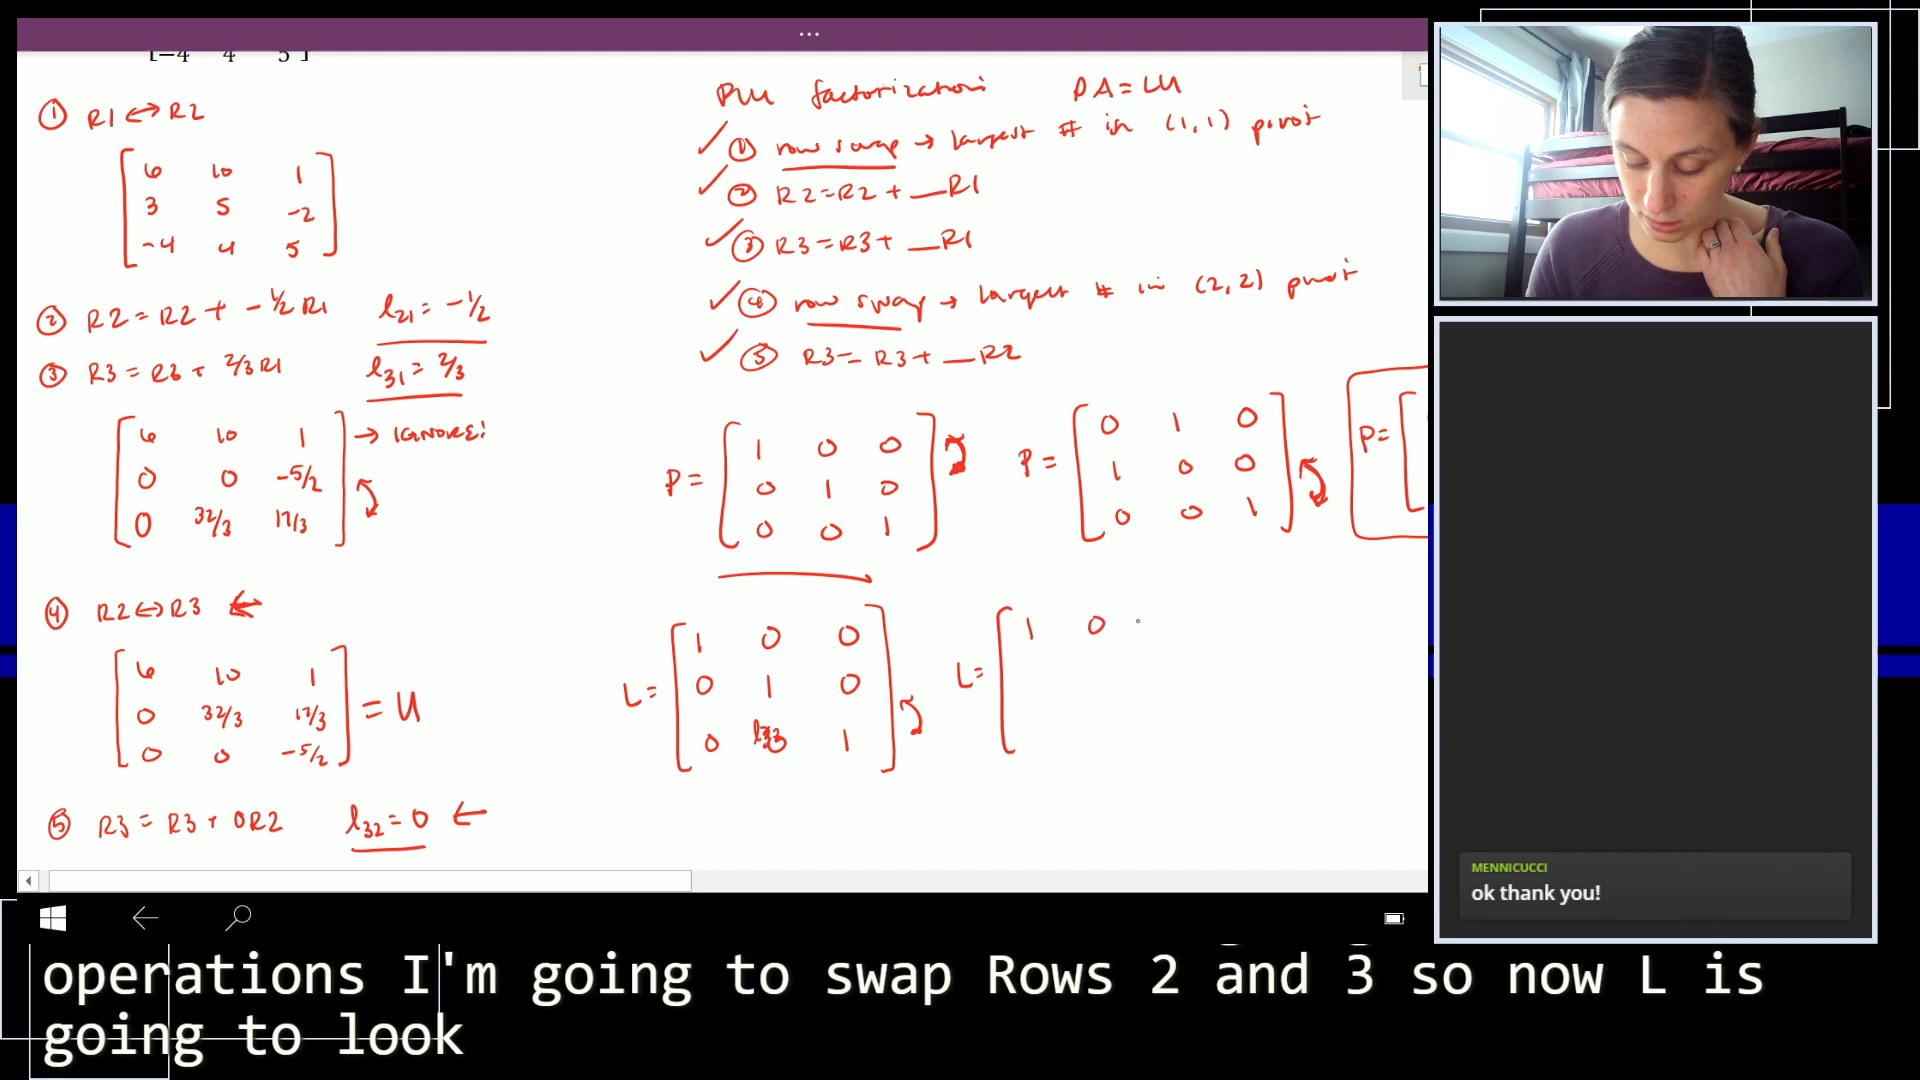 ...
[-4 4 5]
① R1 ↔ R2
6 10 1
3 5 -2
-4 4 5
② R2 = R2 + -1/2 R1 l21 = -1/2
③ R3 = R3 + 2/3 R1 l31 = 2/3
6 10 1 → IGNORE!
0 0 -5/2
0 32/3 17/3
④ R2 ↔ R3 ←
6 10 1
0 32/3 17/3 = U
0 0 -5/2
⑤ R3 = R3 + 0R2 l32 = 0 ←
PLU factorization: PA = LU
✓ ① row swap → largest # in (1,1) pivot
✓ ② R2 = R2 + __R1
✓ ③ R3 = R3 + __R1
✓ ④ row swap → largest # in (2,2) pivot
✓ ⑤ R3 = R3 + __R2
P = 1 0 0
0 1 0
0 0 1
P = 0 1 0
1 0 0
0 0 1
P = [
L = 1 0 0
0 1 0
0 1
L = [ 1 0
MENNICUCCI
ok thank you!
operations I'm going to swap Rows 2 and 3 so now L is
going to look